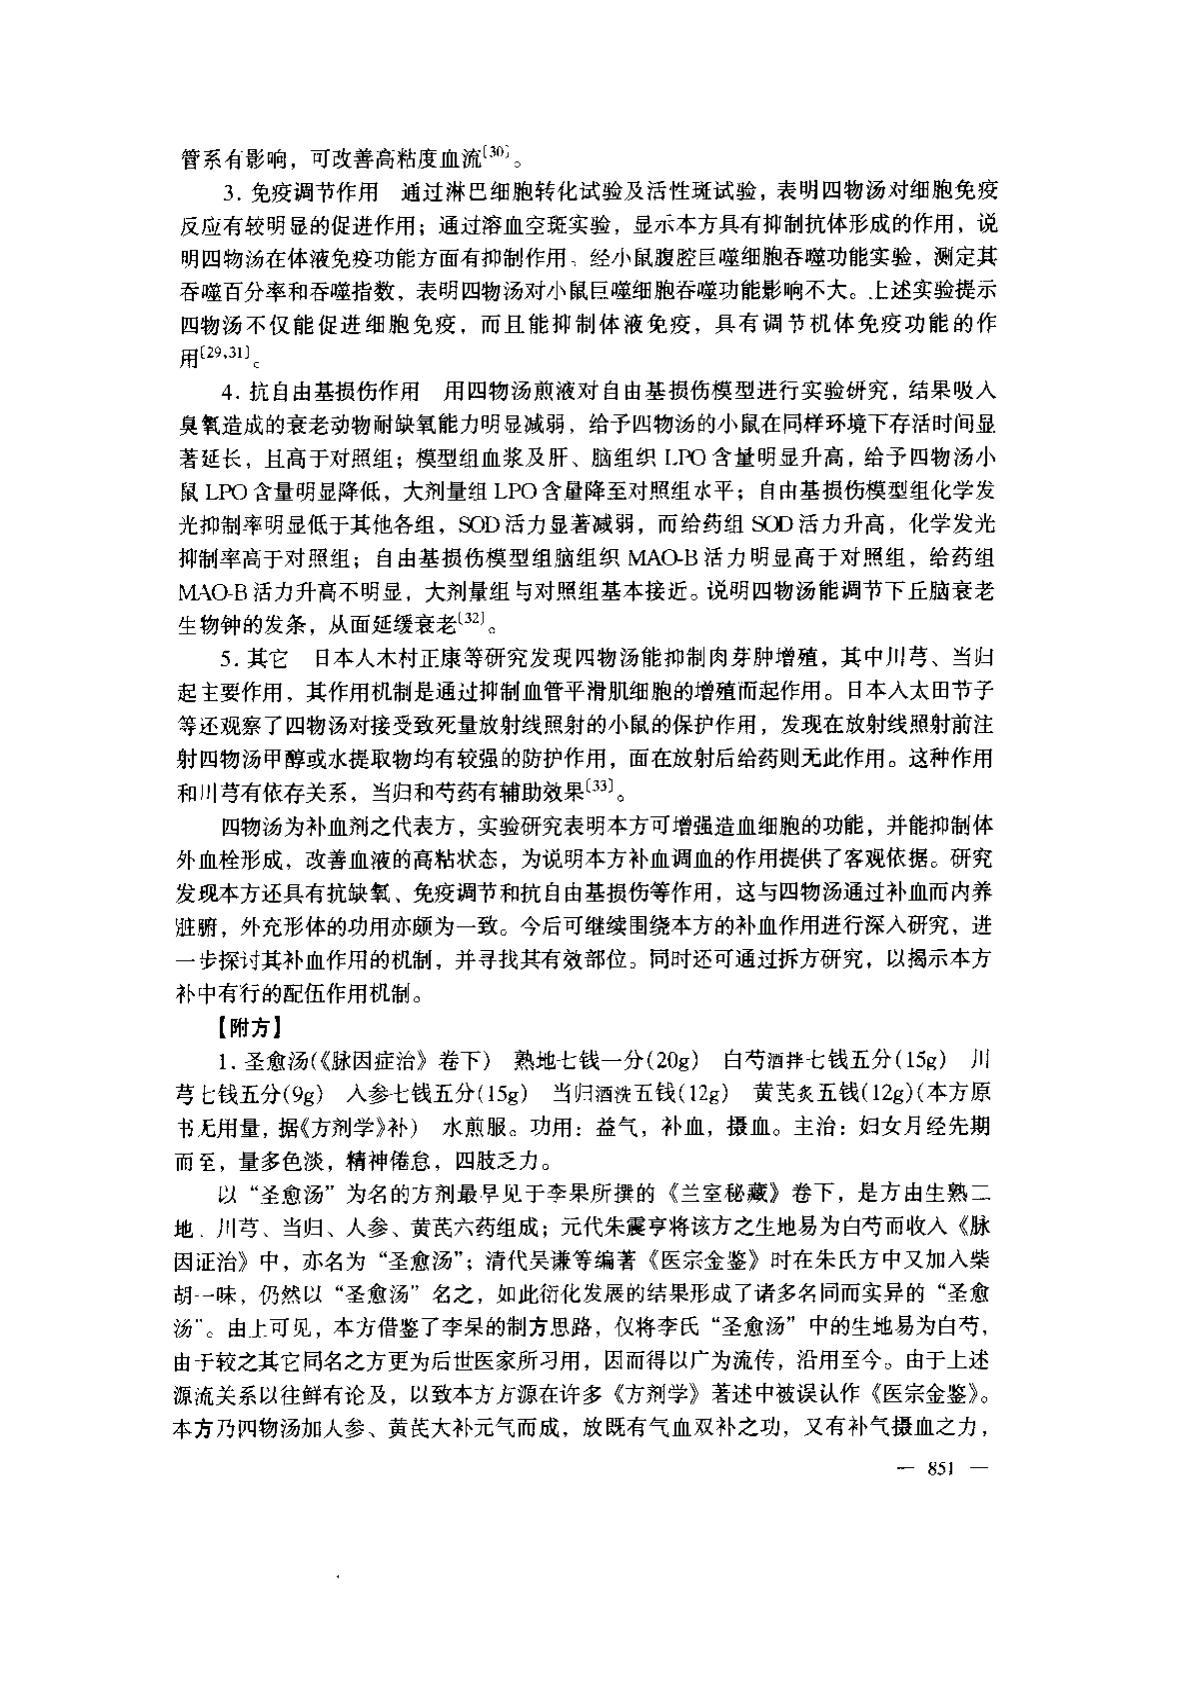 管系有影响，可改善高粘度血流〔30〕。
3. 免疫调节作用　通过淋巴细胞转化试验及活性斑试验，表明四物汤对细胞免疫
反应有较明显的促进作用；通过溶血空斑实验，显示本方具有抑制抗体形成的作用，说
明四物汤在体液免疫功能方面有抑制作用。经小鼠腹腔巨噬细胞吞噬功能实验，测定其
吞噬百分率和吞噬指数，表明四物汤对小鼠巨噬细胞吞噬功能影响不大。上述实验提示
四物汤不仅能促进细胞免疫，而且能抑制体液免疫，具有调节机体免疫功能的作
用〔29,31〕。
4. 抗自由基损伤作用　用四物汤煎液对自由基损伤模型进行实验研究，结果吸入
臭氧造成的衰老动物耐缺氧能力明显减弱，给予四物汤的小鼠在同样环境下存活时间显
著延长，且高于对照组；模型组血浆及肝、脑组织 LPO 含量明显升高，给予四物汤小
鼠 LPO 含量明显降低，大剂量组 LPO 含量降至对照组水平；自由基损伤模型组化学发
光抑制率明显低于其他各组，SOD 活力显著减弱，而给药组 SOD 活力升高，化学发光
抑制率高于对照组；自由基损伤模型组脑组织 MAO-B 活力明显高于对照组，给药组
MAO-B 活力升高不明显，大剂量组与对照组基本接近。说明四物汤能调节下丘脑衰老
生物钟的发条，从面延缓衰老〔32〕。
5. 其它　日本人木村正康等研究发现四物汤能抑制肉芽肿增殖，其中川芎、当归
起主要作用，其作用机制是通过抑制血管平滑肌细胞的增殖而起作用。日本人太田节子
等还观察了四物汤对接受致死量放射线照射的小鼠的保护作用，发现在放射线照射前注
射四物汤甲醇或水提取物均有较强的防护作用，面在放射后给药则无此作用。这种作用
和川芎有依存关系，当归和芍药有辅助效果〔33〕。
四物汤为补血剂之代表方，实验研究表明本方可增强造血细胞的功能，并能抑制体
外血栓形成，改善血液的高粘状态，为说明本方补血调血的作用提供了客观依据。研究
发现本方还具有抗缺氧、免疫调节和抗自由基损伤等作用，这与四物汤通过补血而内养
脏腑，外充形体的功用亦颇为一致。今后可继续围绕本方的补血作用进行深入研究，进
一步探讨其补血作用的机制，并寻找其有效部位。同时还可通过拆方研究，以揭示本方
补中有行的配伍作用机制。
【附方】
1. 圣愈汤(《脉因症治》卷下)　熟地七钱一分(20g)　白芍酒拌七钱五分(15g)　川
芎七钱五分(9g)　人参七钱五分(15g)　当归酒洗五钱(12g)　黄芪炙五钱(12g)(本方原
书无用量，据《方剂学》补)　水煎服。功用：益气，补血，摄血。主治：妇女月经先期
而至，量多色淡，精神倦怠，四肢乏力。
以“圣愈汤”为名的方剂最早见于李果所撰的《兰室秘藏》卷下，是方由生熟二
地、川芎、当归、人参、黄芪六药组成；元代朱震亨将该方之生地易为白芍而收入《脉
因证治》中，亦名为“圣愈汤”；清代吴谦等编著《医宗金鉴》时在朱氏方中又加入柴
胡一味，仍然以“圣愈汤”名之，如此衍化发展的结果形成了诸多名同而实异的“圣愈
汤”。由上可见，本方借鉴了李杲的制方思路，仅将李氏“圣愈汤”中的生地易为白芍，
由于较之其它同名之方更为后世医家所习用，因而得以广为流传，沿用至今。由于上述
源流关系以往鲜有论及，以致本方方源在许多《方剂学》著述中被误认作《医宗金鉴》。
本方乃四物汤加人参、黄芪大补元气而成，放既有气血双补之功，又有补气摄血之力，
— 851 —